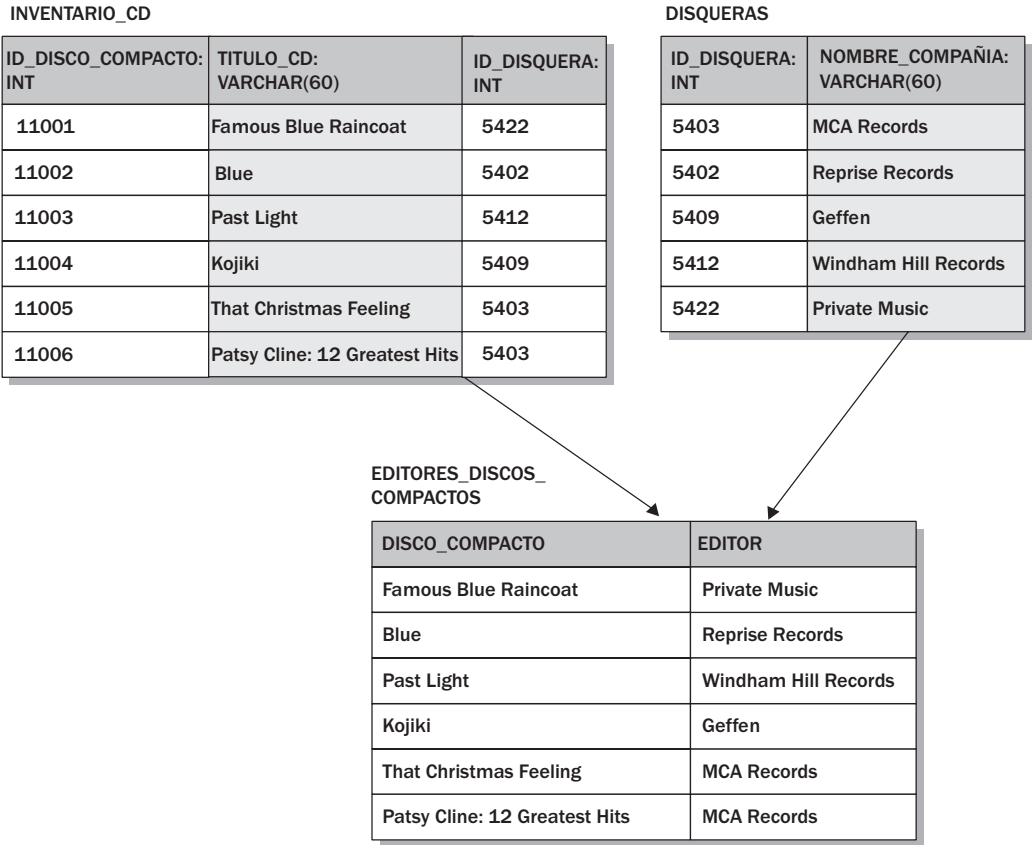 INVENTARIO_CD
ID_DISCO_COMPACTO: INT TITULO_CD: VARCHAR(60) ID_DISQUERA: INT
11001 Famous Blue Raincoat 5422
11002 Blue 5402
11003 Past Light 5412
11004 Kojiki 5409
11005 That Christmas Feeling 5403
11006 Patsy Cline: 12 Greatest Hits 5403
DISQUERAS
ID_DISQUERA: INT NOMBRE_COMPAÑIA: VARCHAR(60)
5403 MCA Records
5402 Reprise Records
5409 Geffen
5412 Windham Hill Records
5422 Private Music
EDITORES_DISCOS_
COMPACTOS
DISCO_COMPACTO EDITOR
Famous Blue Raincoat Private Music
Blue Reprise Records
Past Light Windham Hill Records
Kojiki Geffen
That Christmas Feeling MCA Records
Patsy Cline: 12 Greatest Hits MCA Records